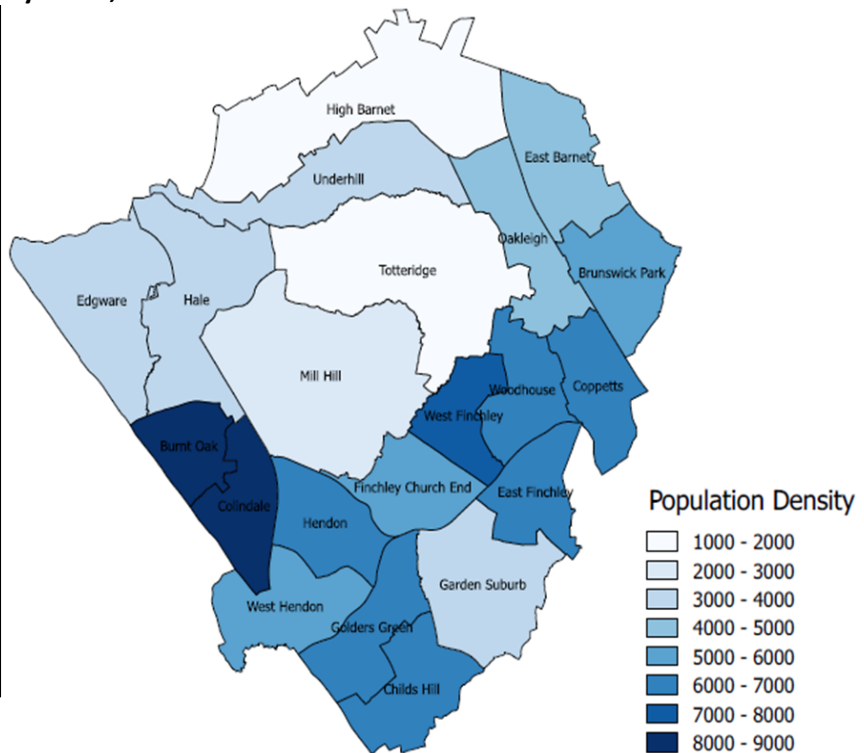 High Barnet
East Barnet
Underhill
Oakleigh
Totteridge
Brunswick Park
Edgware
Hale
Mill Hill
Woodhouse
Coppetts
West Finchley
Burnt Oak
Finchley Church End
East Finchley
Colindale
Hendon
Garden Suburb
West Hendon
Golders Green
Childs Hill
Population Density
1000 - 2000
2000 - 3000
3000 - 4000
4000 - 5000
5000 - 6000
6000 - 7000
7000 - 8000
8000 - 9000